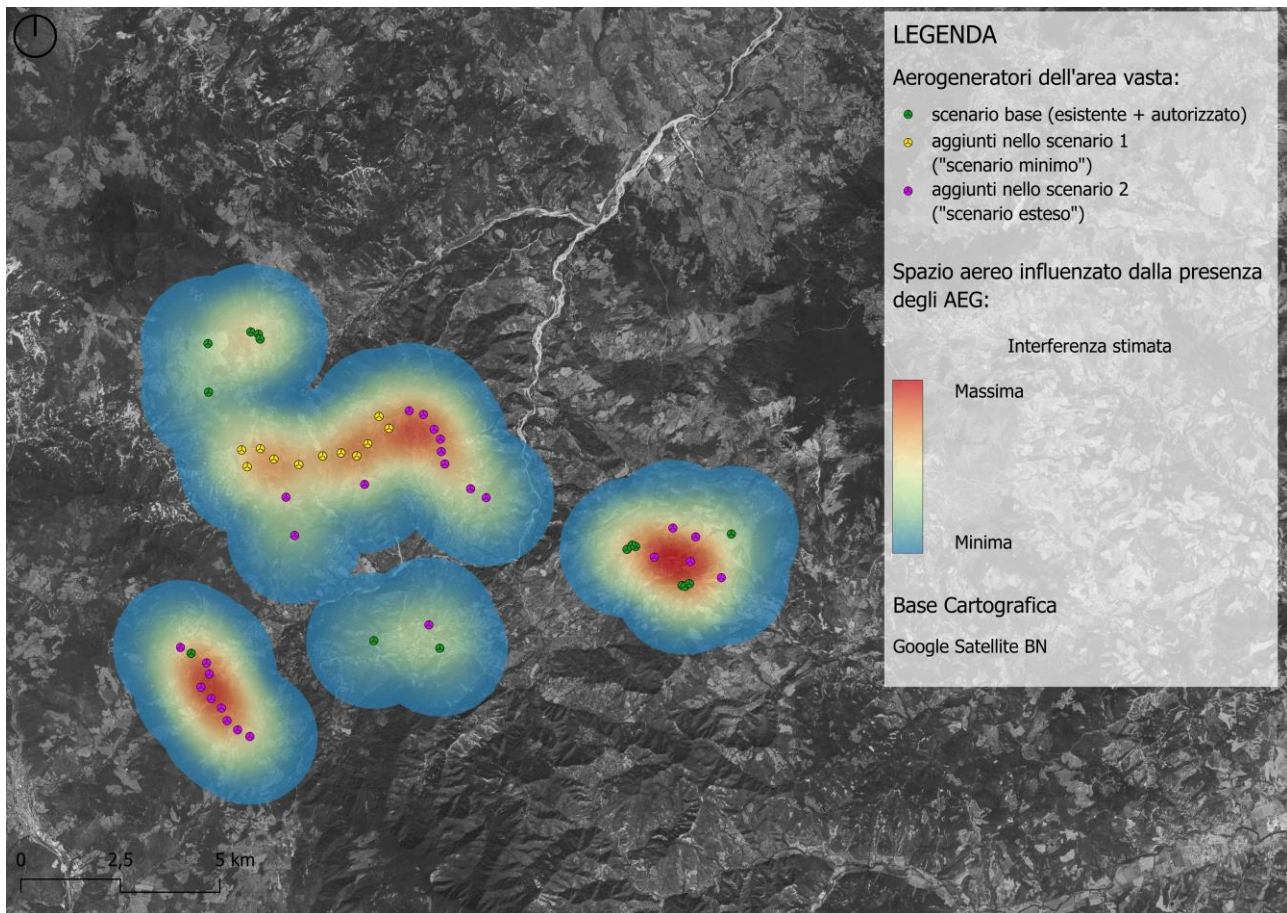 LEGENDA
Aerogeneratori dell'area vasta:
scenario base (esistente + autorizzato)
aggiunti nello scenario 1
("scenario minimo")
aggiunti nello scenario 2
("scenario esteso")
Spazio aereo influenzato dalla presenza
degli AEG:
Interferenza stimata
Massima
Minima
Base Cartografica
Google Satellite BN
0 2,5 5 km